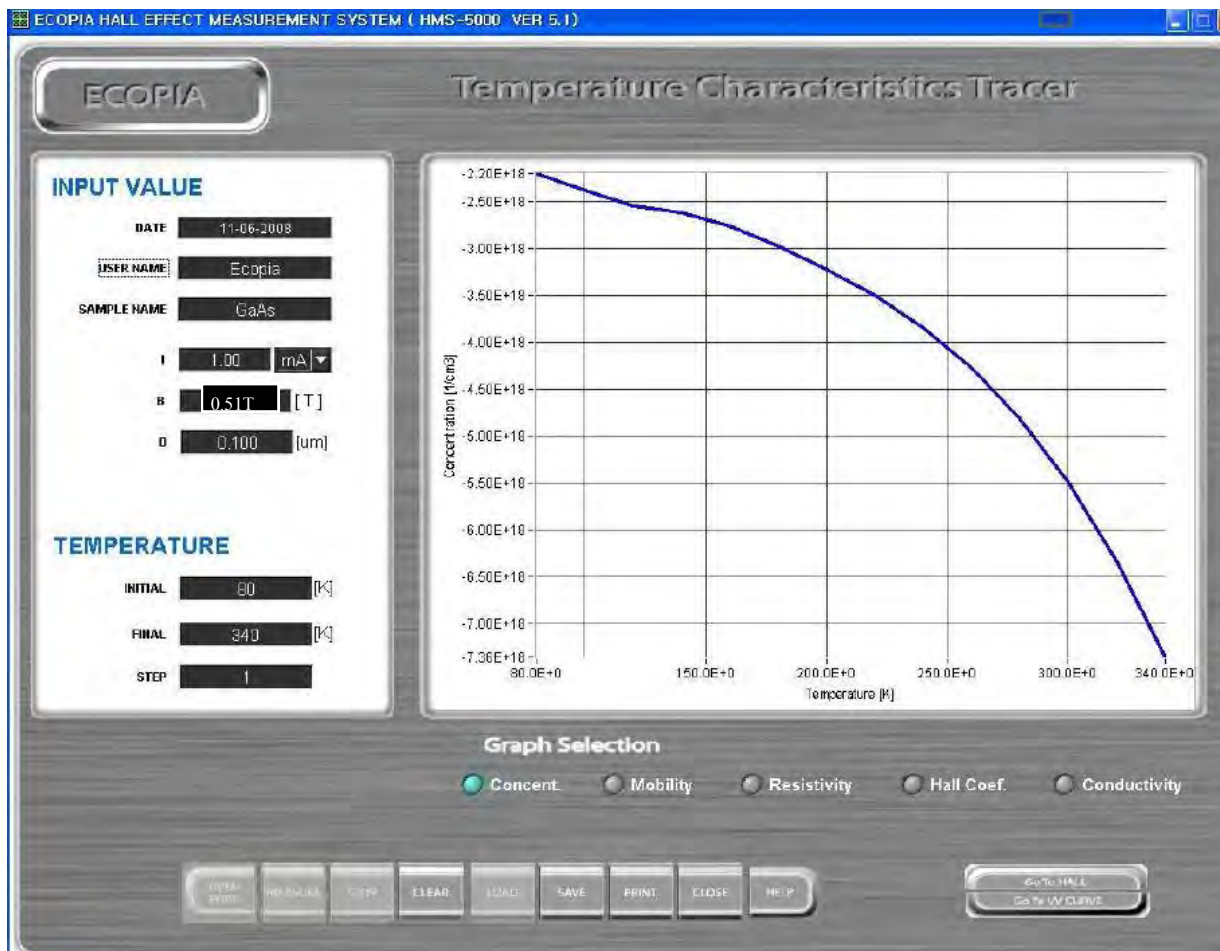 ECOPIA HALL EFFECT MEASUREMENT SYSTEM ( HMS-5000 VER 5.1)
ECOPIA
Temperature Characteristics Tracer
INPUT VALUE
DATE 11-06-2008
USER NAME Ecopia
SAMPLE NAME GaAs
I 1.00 mA
B 0.51T [T]
D 0.100 [um]
TEMPERATURE
INITIAL 80 [K]
FINAL 340 [K]
STEP 1
Concentration [1/cm3]
-2.20E+18
-2.50E+18
-3.00E+18
-3.50E+18
-4.00E+18
-4.50E+18
-5.00E+18
-5.50E+18
-6.00E+18
-6.50E+18
-7.00E+18
-7.36E+18
80.0E+0 150.0E+0 200.0E+0 250.0E+0 300.0E+0 340.0E+0
Temperature [K]
Graph Selection
Concent. Mobility Resistivity Hall Coef. Conductivity
CLEAR LOAD SAVE PRINT CLOSE HELP
Go To HALL
Go To I/V CURVE